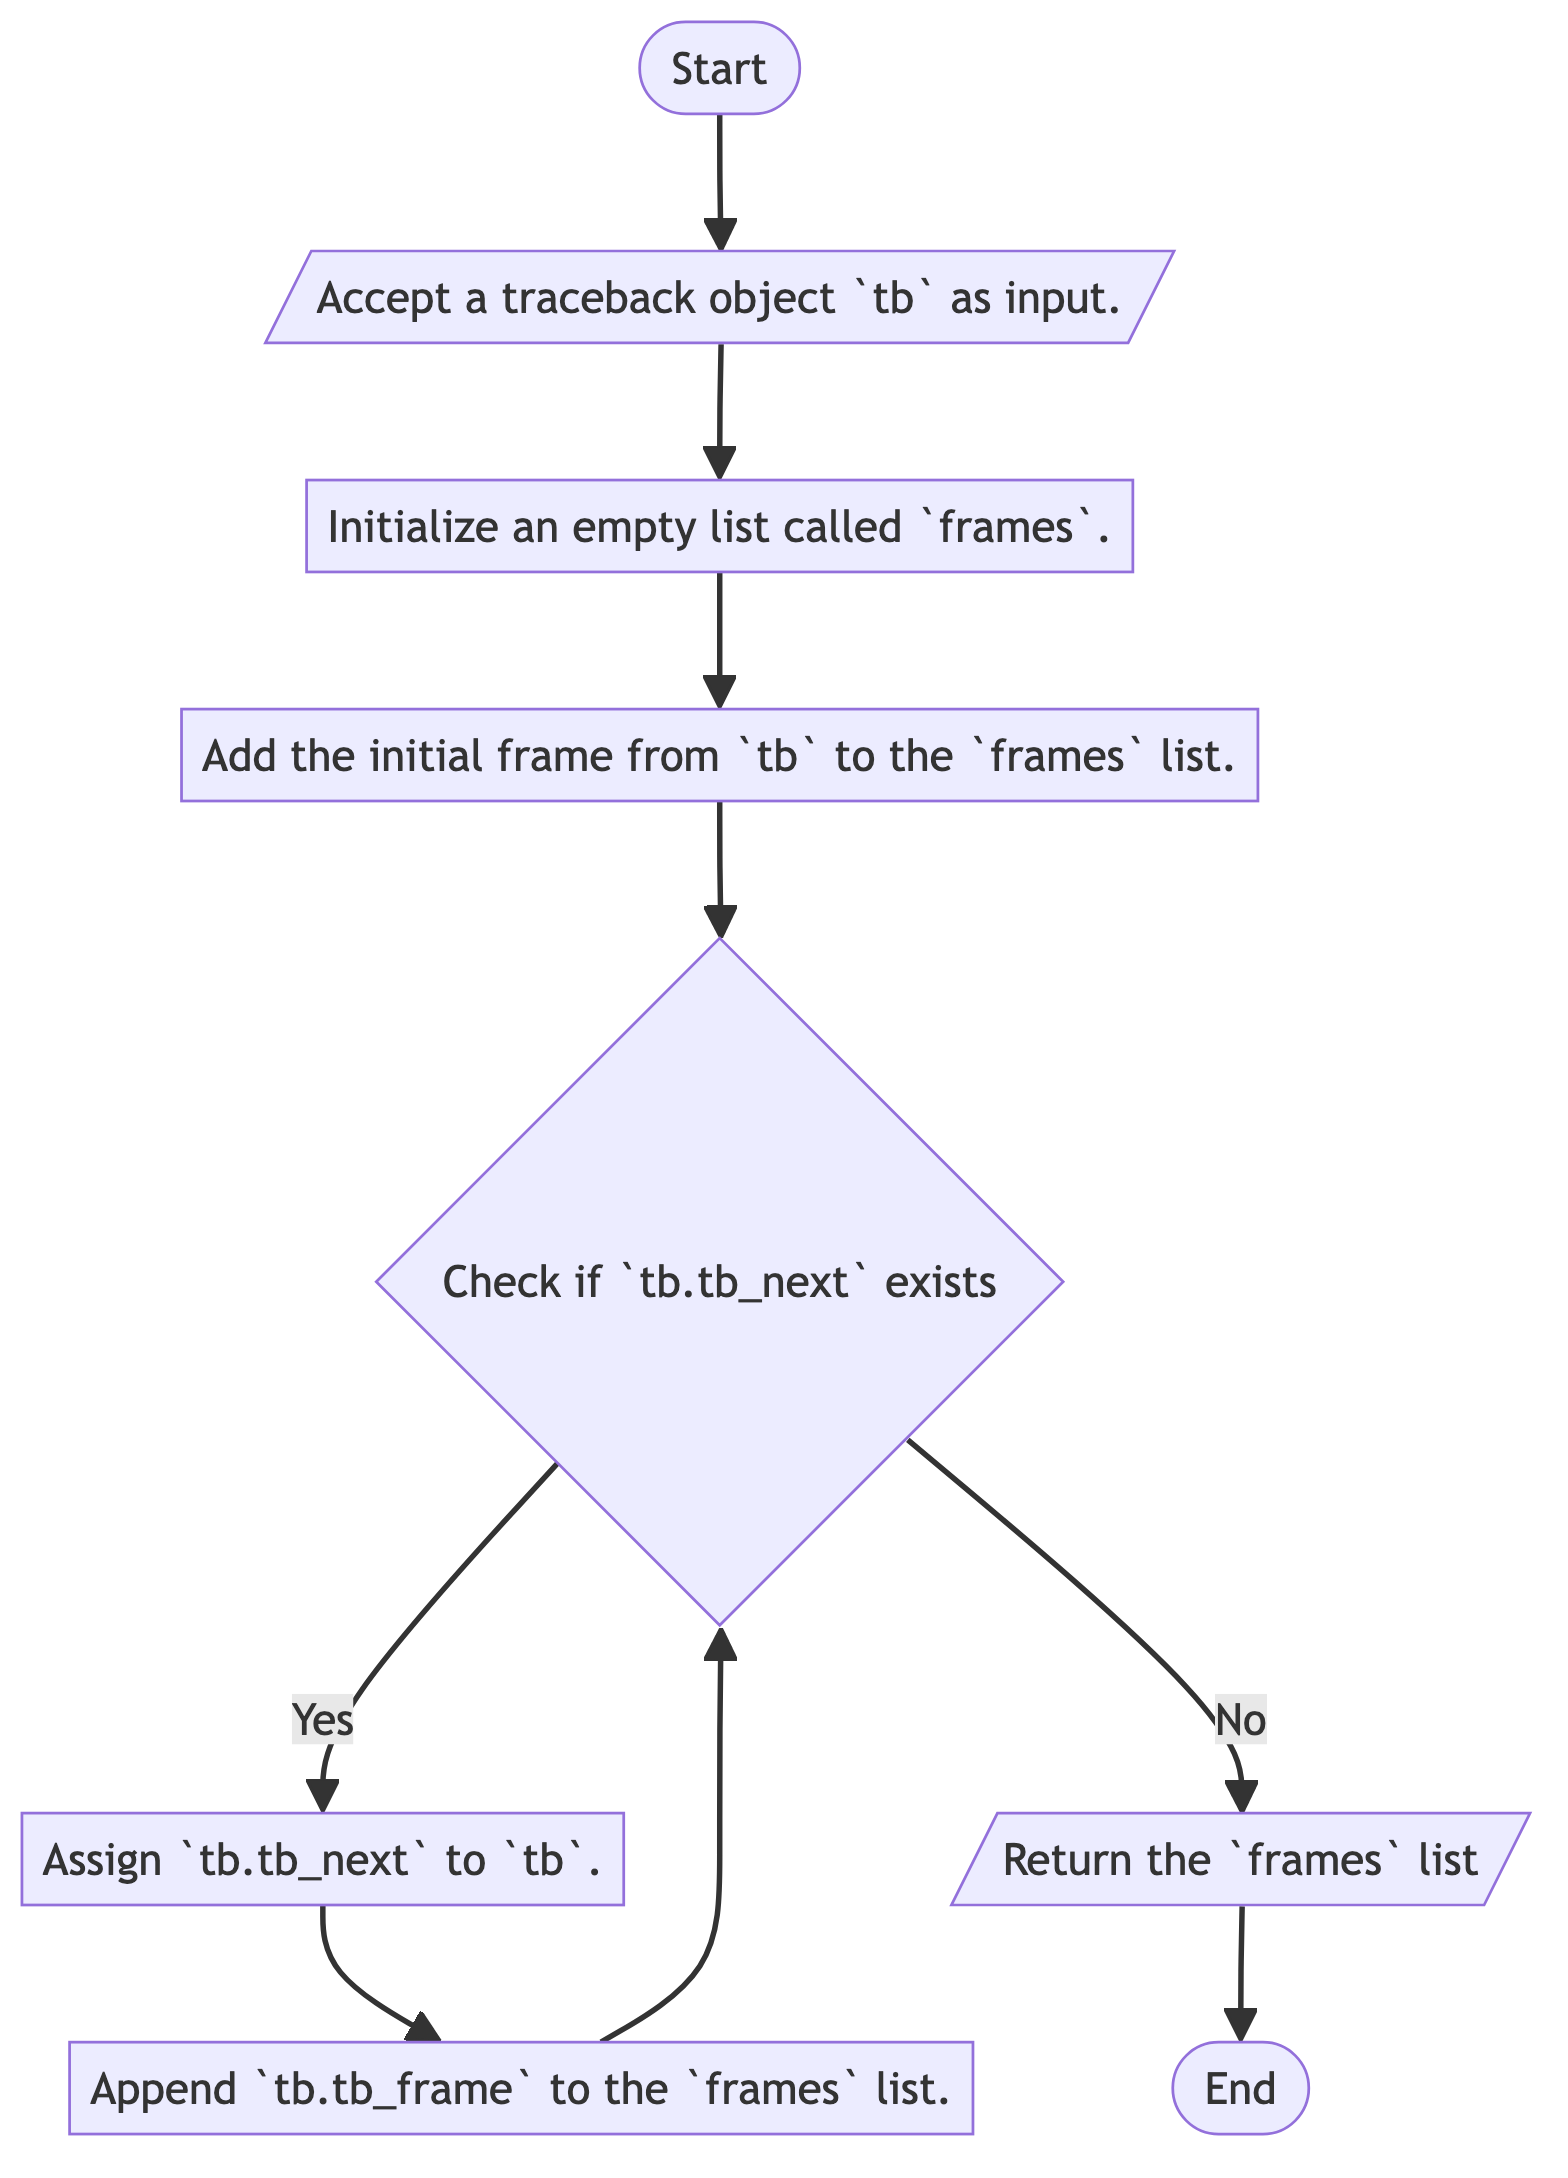 Start
Accept a traceback object `tb` as input.
Initialize an empty list called `frames`.
Add the initial frame from `tb` to the `frames` list.
Check if `tb.tb_next` exists
Yes
No
Assign `tb.tb_next` to `tb`.
Return the `frames` list
Append `tb.tb_frame` to the `frames` list.
End